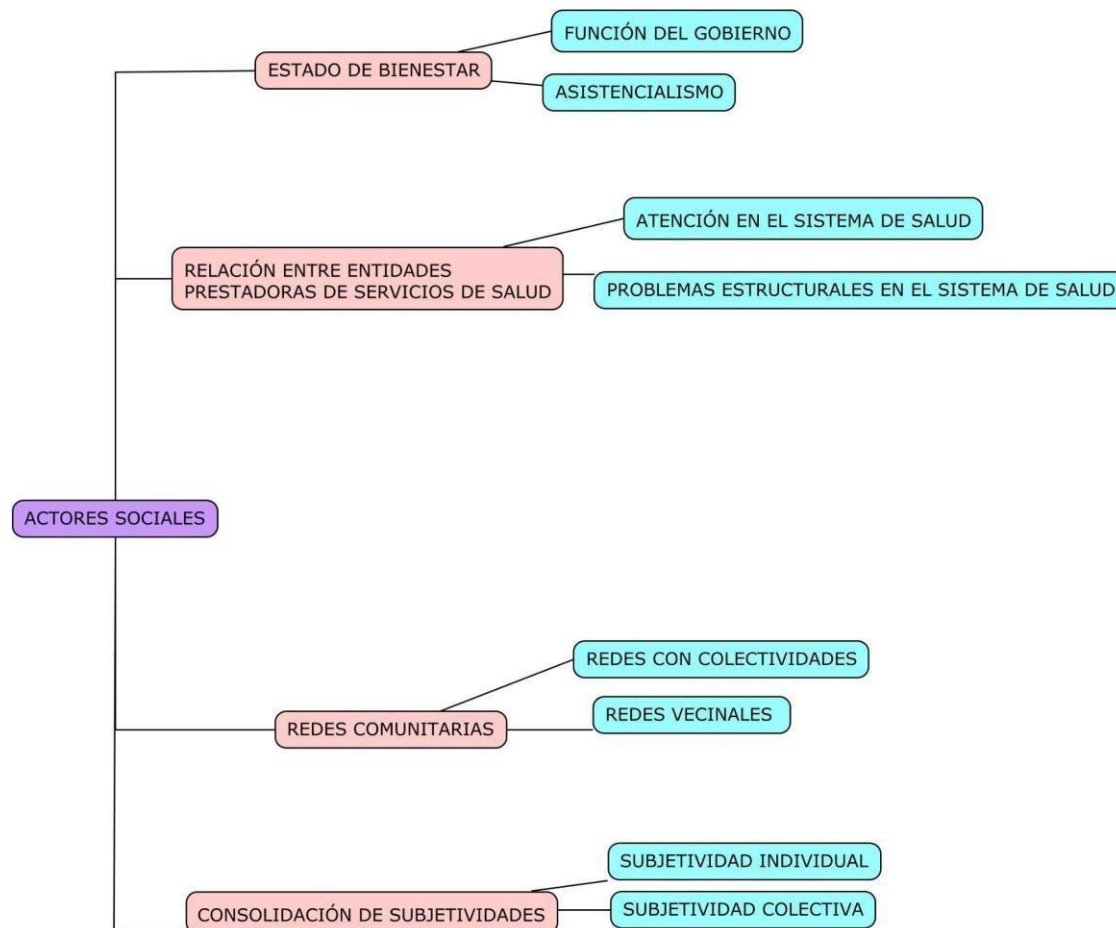 FUNCIÓN DEL GOBIERNO
ESTADO DE BIENESTAR
ASISTENCIALISMO
ATENCIÓN EN EL SISTEMA DE SALUD
RELACIÓN ENTRE ENTIDADES
PRESTADORAS DE SERVICIOS DE SALUD
PROBLEMAS ESTRUCTURALES EN EL SISTEMA DE SALUD
ACTORES SOCIALES
REDES CON COLECTIVIDADES
REDES COMUNITARIAS
REDES VECINALES
SUBJETIVIDAD INDIVIDUAL
CONSOLIDACIÓN DE SUBJETIVIDADES
SUBJETIVIDAD COLECTIVA